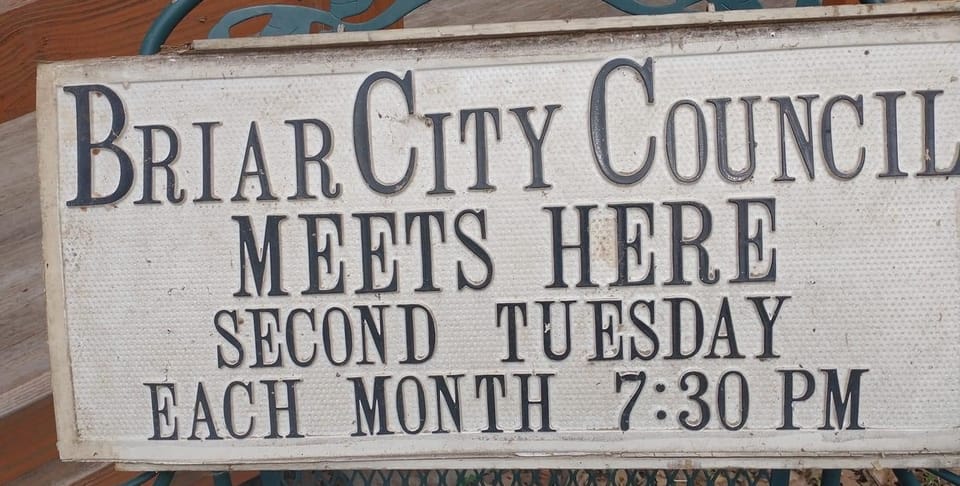 Briar City Council
MEETS HERE
SECOND TUESDAY
EACH MONTH 7:30 PM